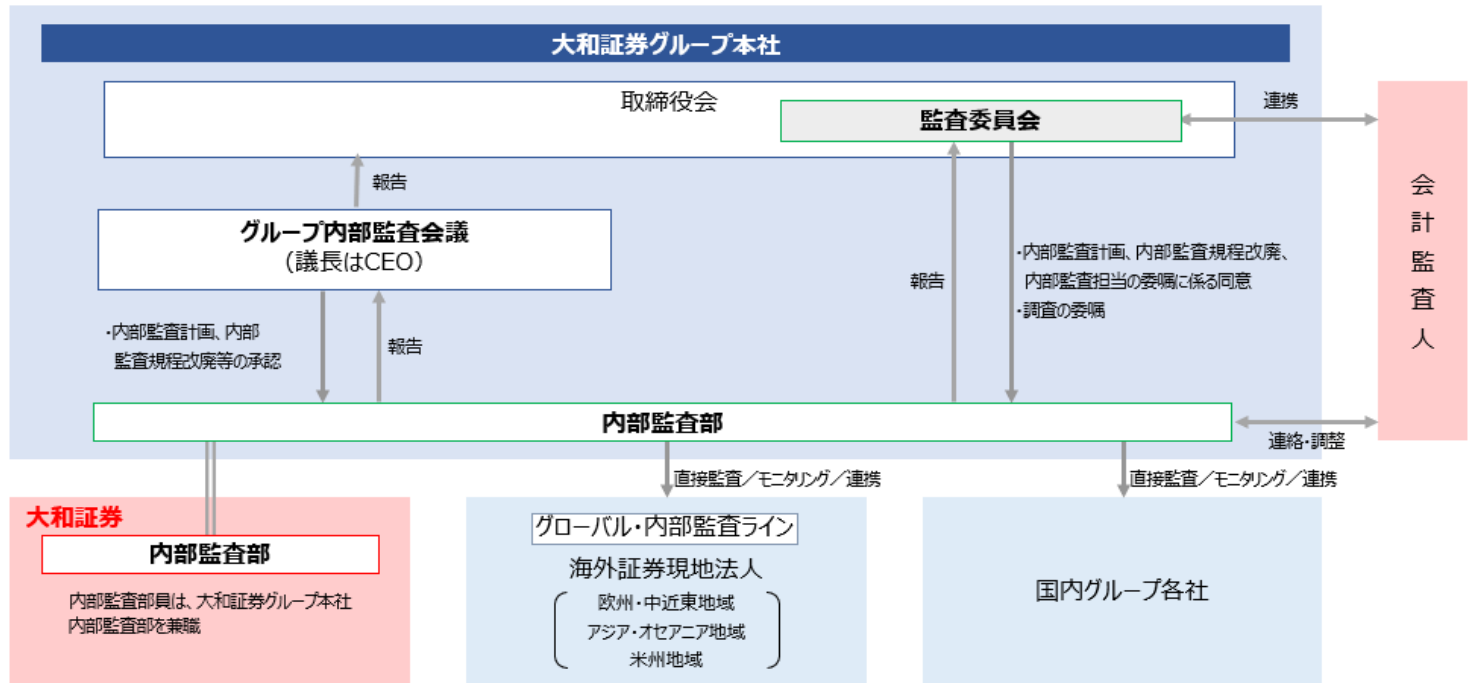 大和証券グループ本社
取締役会
監査委員会
連携
会計監査人
報告
グループ内部監査会議
(議長はCEO)
・内部監査計画、内部監査規程改廃、
内部監査担当の委嘱に係る同意
・調査の委嘱
報告
・内部監査計画、内部
監査規程改廃等の承認
報告
内部監査部
連絡・調整
直接監査／モニタリング／連携
直接監査／モニタリング／連携
大和証券
内部監査部
内部監査部員は、大和証券グループ本社
内部監査部を兼職
グローバル・内部監査ライン
海外証券現地法人
欧州・中近東地域
アジア・オセアニア地域
米州地域
国内グループ各社